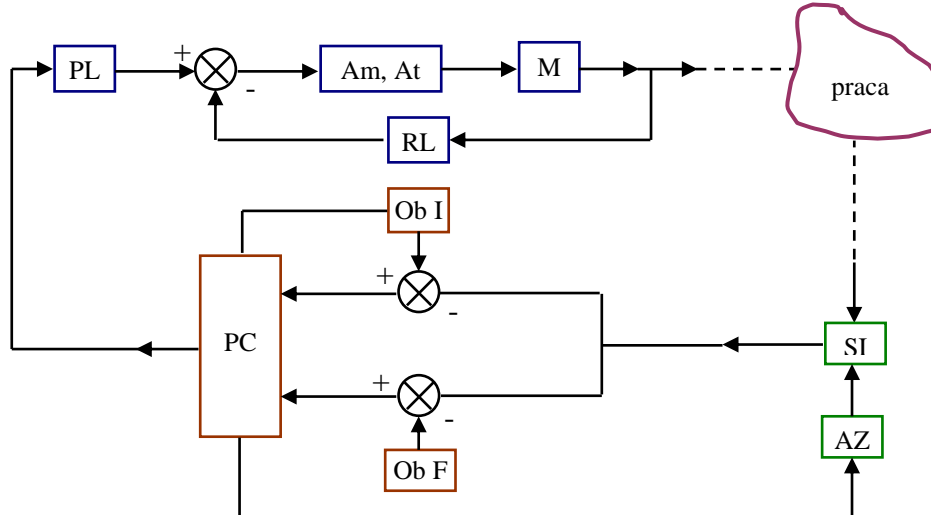 PL
+
-
Am, At
M
praca
RL
Ob I
+
-
PC
SI
+
-
AZ
Ob F